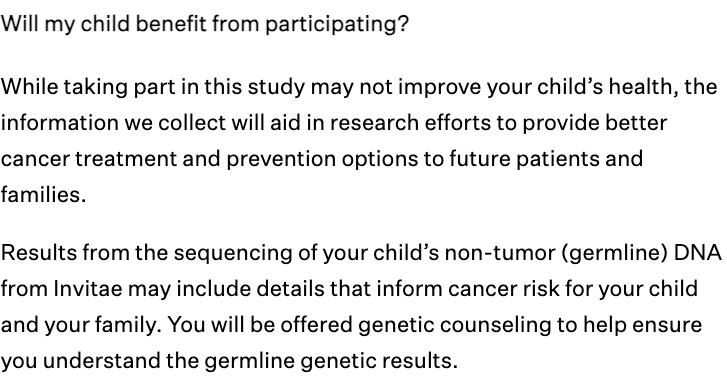 Will my child benefit from participating?
While taking part in this study may not improve your child’s health, the
information we collect will aid in research efforts to provide better
cancer treatment and prevention options to future patients and
families.
Results from the sequencing of your child’s non-tumor (germline) DNA
from Invitae may include details that inform cancer risk for your child
and your family. You will be offered genetic counseling to help ensure
you understand the germline genetic results.